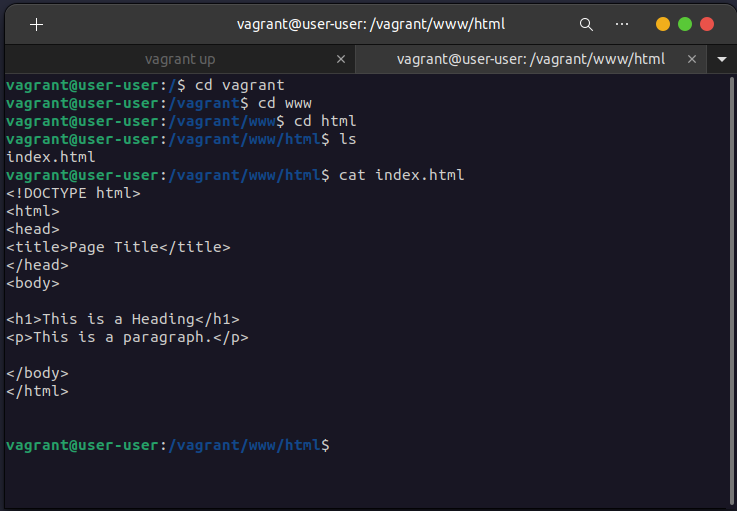 vagrant@user-user: /vagrant/www/html
vagrant up
vagrant@user-user: /vagrant/www/html
vagrant@user-user:/$ cd vagrant
vagrant@user-user:/vagrant$ cd www
vagrant@user-user:/vagrant/www$ cd html
vagrant@user-user:/vagrant/www/html$ ls
index.html
vagrant@user-user:/vagrant/www/html$ cat index.html
<!DOCTYPE html>
<html>
<head>
<title>Page Title</title>
</head>
<body>

<h1>This is a Heading</h1>
<p>This is a paragraph.</p>

</body>
</html>

vagrant@user-user:/vagrant/www/html$